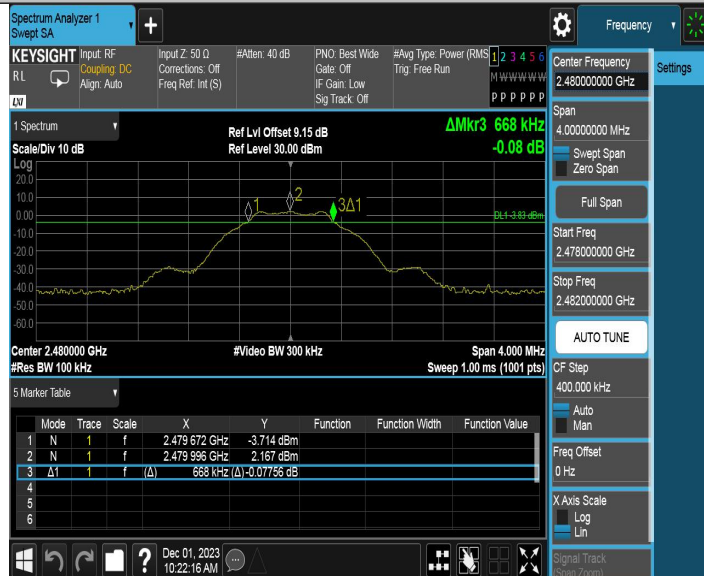 Spectrum Analyzer 1
Swept SA
Frequency
KEYSIGHT
RL
LXI
Input: RF
Coupling: DC
Align: Auto
Input Z: 50 Ω
Corrections: Off
Freq Ref: Int (S)
#Atten: 40 dB
PNO: Best Wide
Gate: Off
IF Gain: Low
Sig Track: Off
#Avg Type: Power (RMS
Trig: Free Run
1 2 3 4 5 6
M W W W W W
P P P P P P
1 Spectrum
Scale/Div 10 dB
Ref Lvl Offset 9.15 dB
Ref Level 30.00 dBm
ΔMkr3 668 kHz
-0.08 dB
Log
20.0
10.0
0.00
-10.0
-20.0
-30.0
-40.0
-50.0
-60.0
1
2
3Δ1
DL1 -3.83 dBm
Center 2.480000 GHz
#Res BW 100 kHz
#Video BW 300 kHz
Span 4.000 MHz
Sweep 1.00 ms (1001 pts)
5 Marker Table
Mode Trace Scale X Y Function Function Width Function Value
1 N 1 f 2.479 672 GHz -3.714 dBm
2 N 1 f 2.479 996 GHz 2.167 dBm
3 Δ1 1 f (Δ) 668 kHz (Δ) -0.07756 dB
4
5
6
Dec 01, 2023
10:22:16 AM
Center Frequency
2.480000000 GHz
Span
4.00000000 MHz
Swept Span
Zero Span
Full Span
Start Freq
2.478000000 GHz
Stop Freq
2.482000000 GHz
AUTO TUNE
CF Step
400.000 kHz
Auto
Man
Freq Offset
0 Hz
X Axis Scale
Log
Lin
Signal Track
(Span Zoom)
Settings